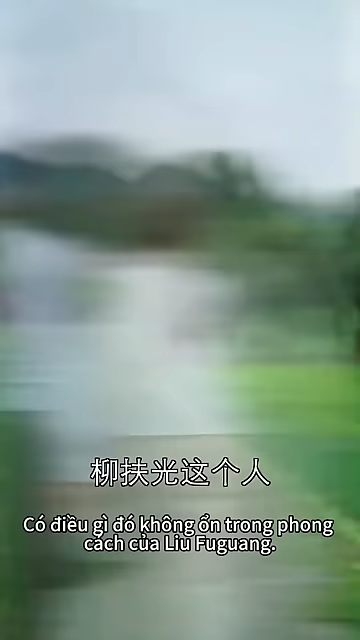 柳扶光这个人
Có điều gì đó không ổn trong phong
cách của Liu Fuguang.